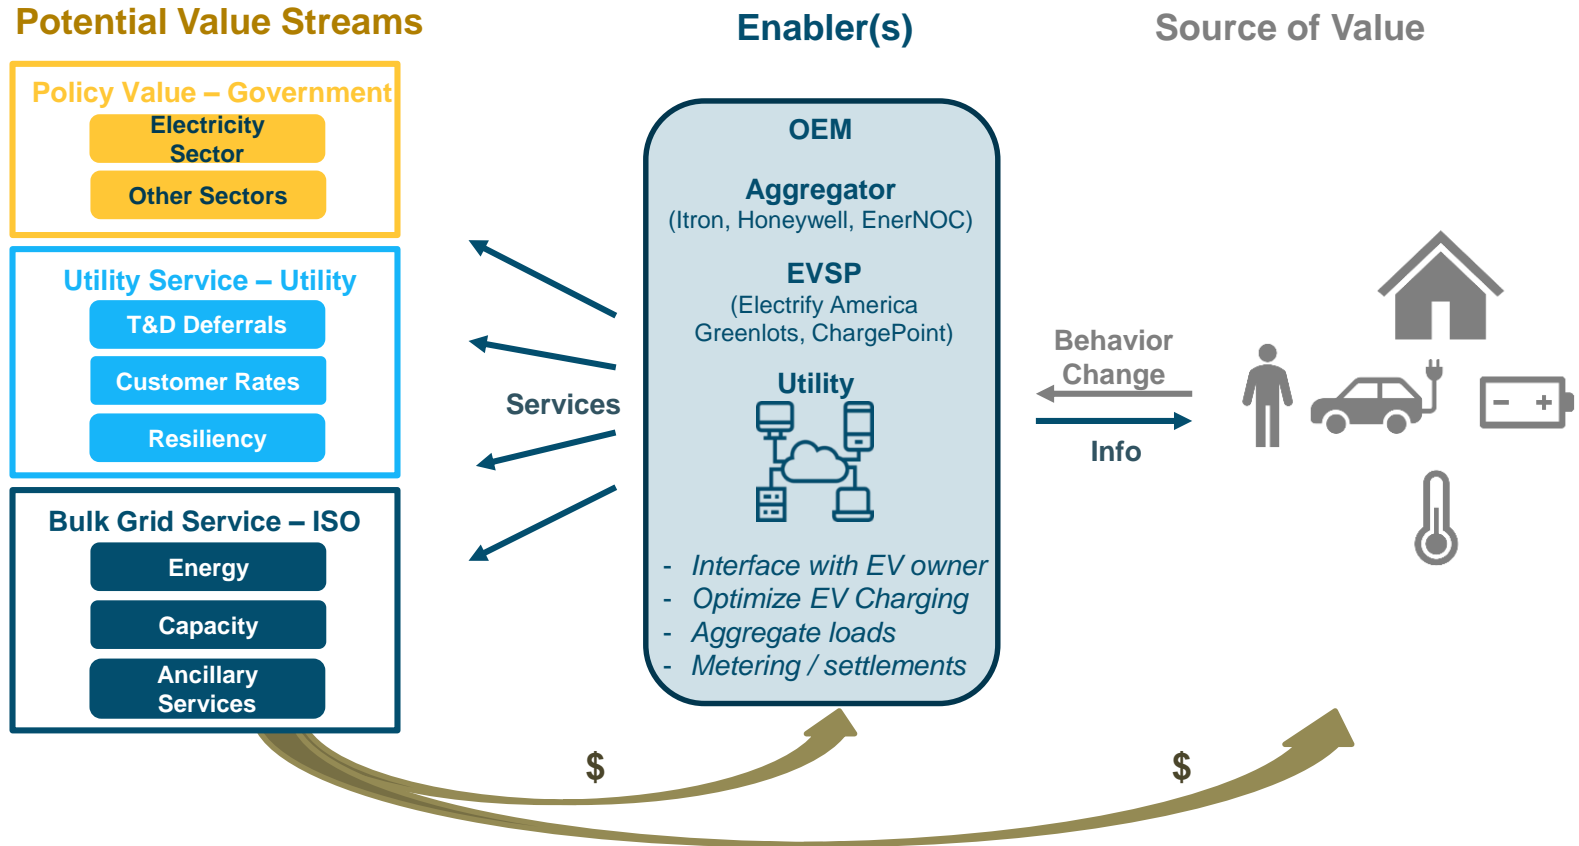 Potential Value Streams
Enabler(s)
Source of Value
Policy Value – Government
Electricity
Sector
Other Sectors
Utility Service – Utility
T&D Deferrals
Customer Rates
Resiliency
Bulk Grid Service – ISO
Energy
Capacity
Ancillary
Services
Services
OEM
Aggregator
(Itron, Honeywell, EnerNOC)
EVSP
(Electrify America
Greenlots, ChargePoint)
Utility
- Interface with EV owner
- Optimize EV Charging
- Aggregate loads
- Metering / settlements
Behavior
Change
Info
- +
$
$